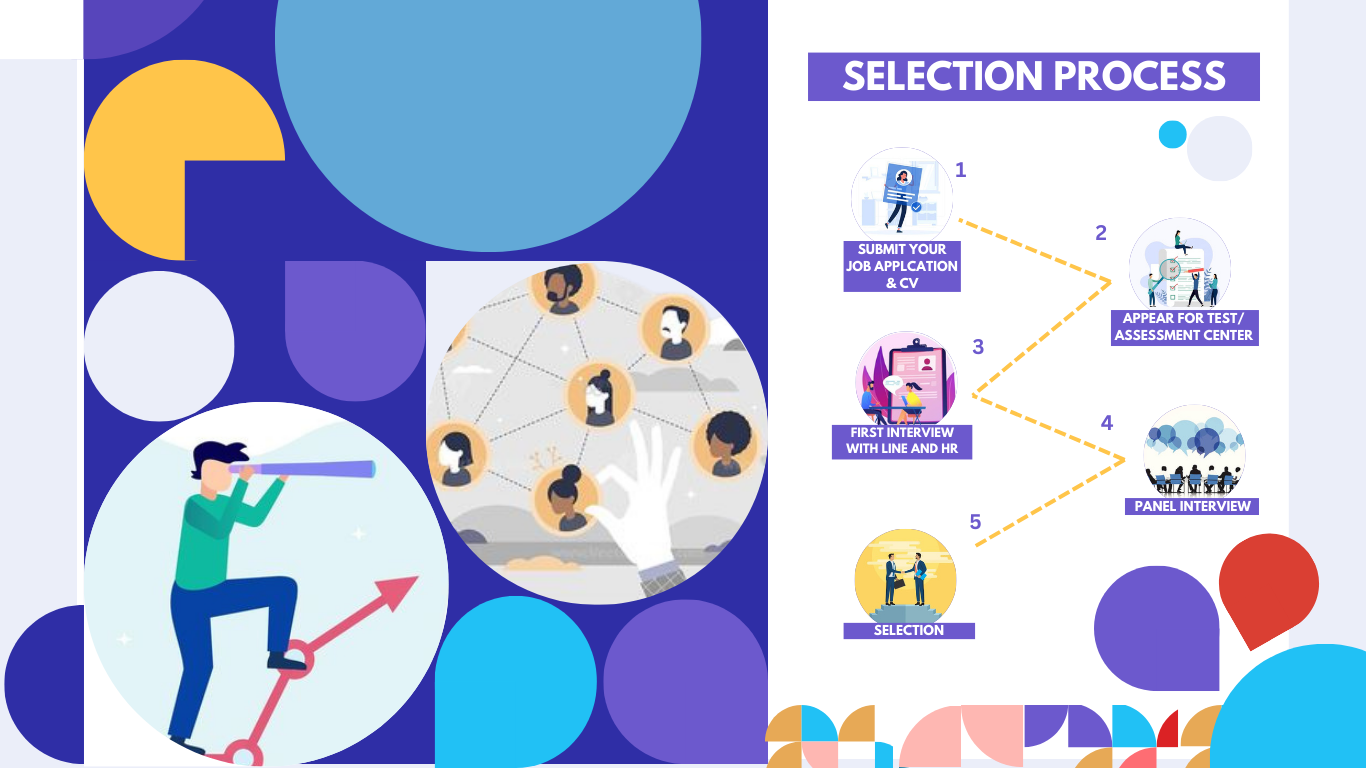 SELECTION PROCESS
1
SUBMIT YOUR
JOB APPLCATION
& CV
2
APPEAR FOR TEST/
ASSESSMENT CENTER
3
FIRST INTERVIEW
WITH LINE AND HR
4
PANEL INTERVIEW
5
SELECTION